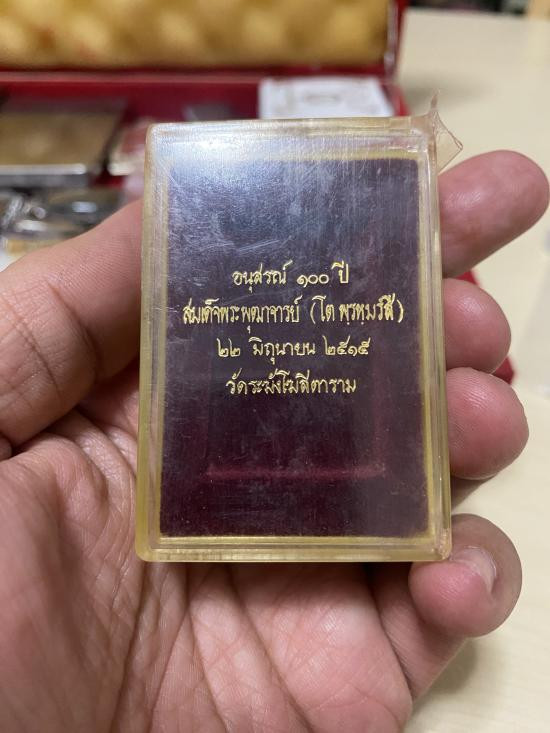 อนุสรณ์ ๑๐๐ ปี
สมเด็จพระพุฒาจารย์ (โต พฺรหฺมรํสี)
๒๒ มิถุนายน ๒๕๑๕
วัดระฆังโฆสิตาราม